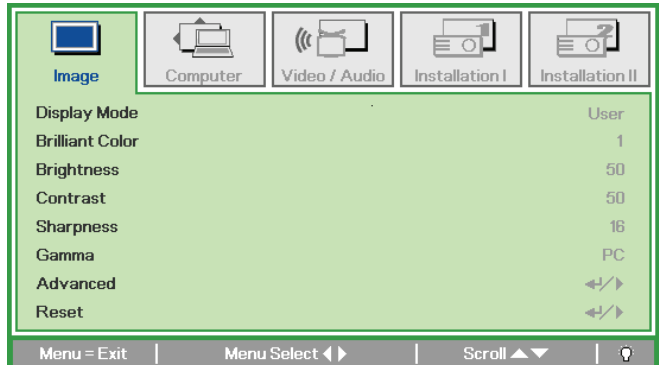 Image Computer Video / Audio Installation I Installation II
Display Mode User
Brilliant Color 1
Brightness 50
Contrast 50
Sharpness 16
Gamma PC
Advanced
Reset
Menu = Exit Menu Select Scroll